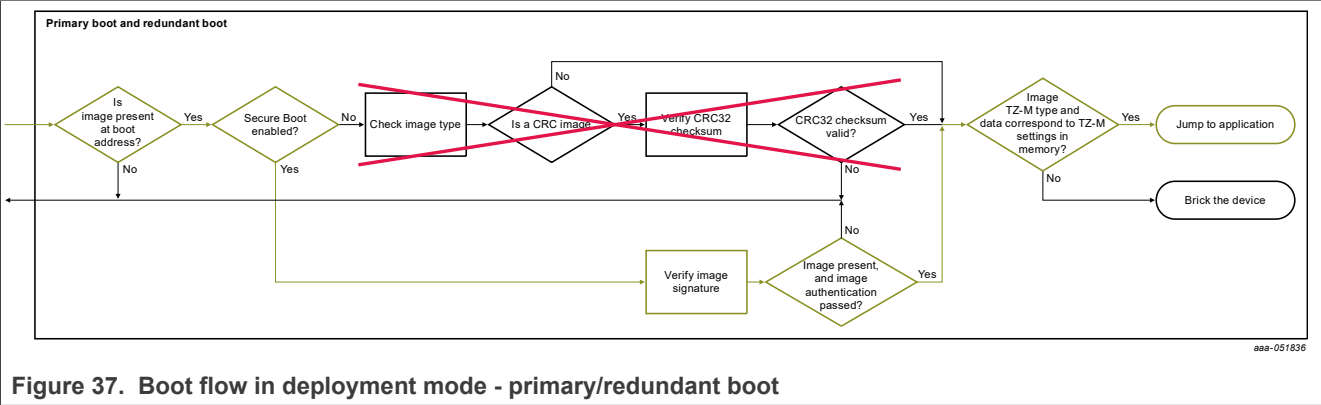 Primary boot and redundant boot
Is
image present
at boot
address?
Yes
No
Secure Boot
enabled?
No
Yes
Check image type
Is a CRC image
No
Yes
Verify CRC32
checksum
CRC32 checksum
valid?
Yes
No
Image
TZ-M type and
data correspond to TZ-M
settings in
memory?
Yes
No
Jump to application
Brick the device
Verify image
signature
Image present,
and image
authentication
passed?
No
Yes
aaa-051836
Figure 37. Boot flow in deployment mode - primary/redundant boot